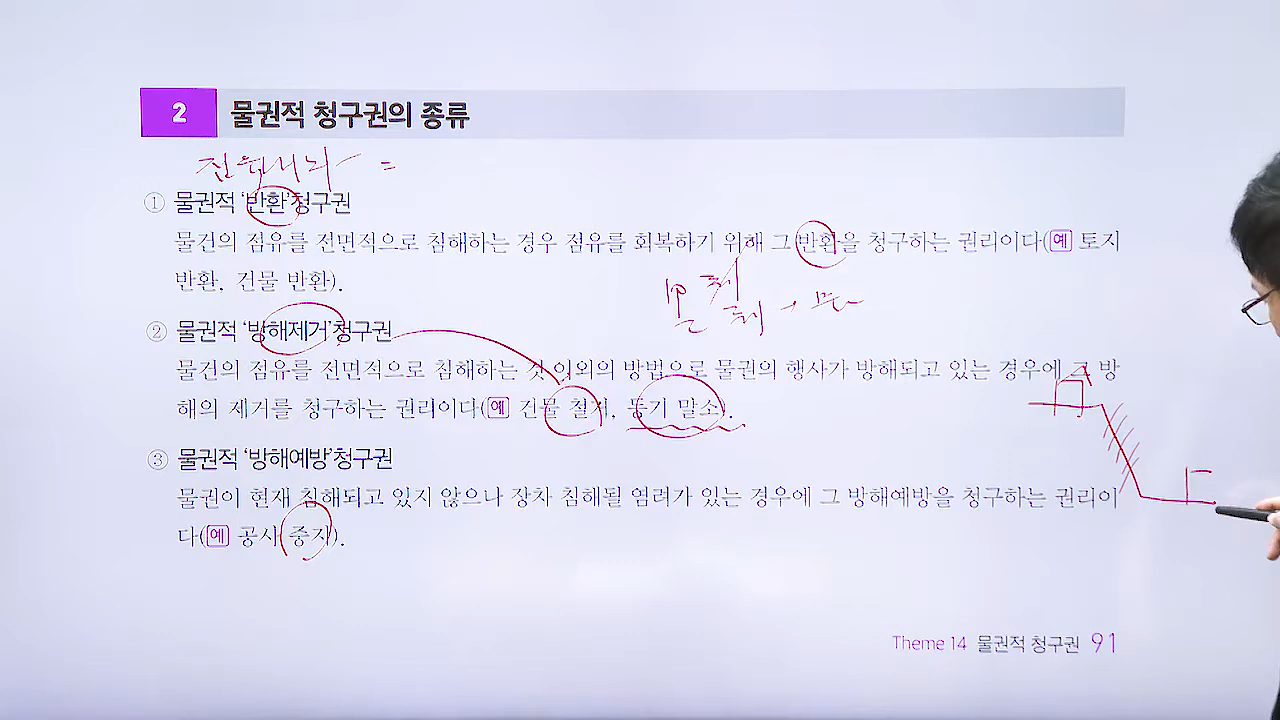 2 물권적 청구권의 종류
① 물권적 ‘반환’청구권
물건의 점유를 전면적으로 침해하는 경우 점유를 회복하기 위해 그 반환을 청구하는 권리이다(예 토지
반환, 건물 반환).
② 물권적 ‘방해제거’청구권
물건의 점유를 전면적으로 침해하는 것 이외의 방법으로 물권의 행사가 방해되고 있는 경우에 그 방
해의 제거를 청구하는 권리이다(예 건물 철거, 등기 말소).
③ 물권적 ‘방해예방’청구권
물권이 현재 침해되고 있지 않으나 장차 침해될 염려가 있는 경우에 그 방해예방을 청구하는 권리이
다(예 공사 중지).
Theme 14 물권적 청구권 91